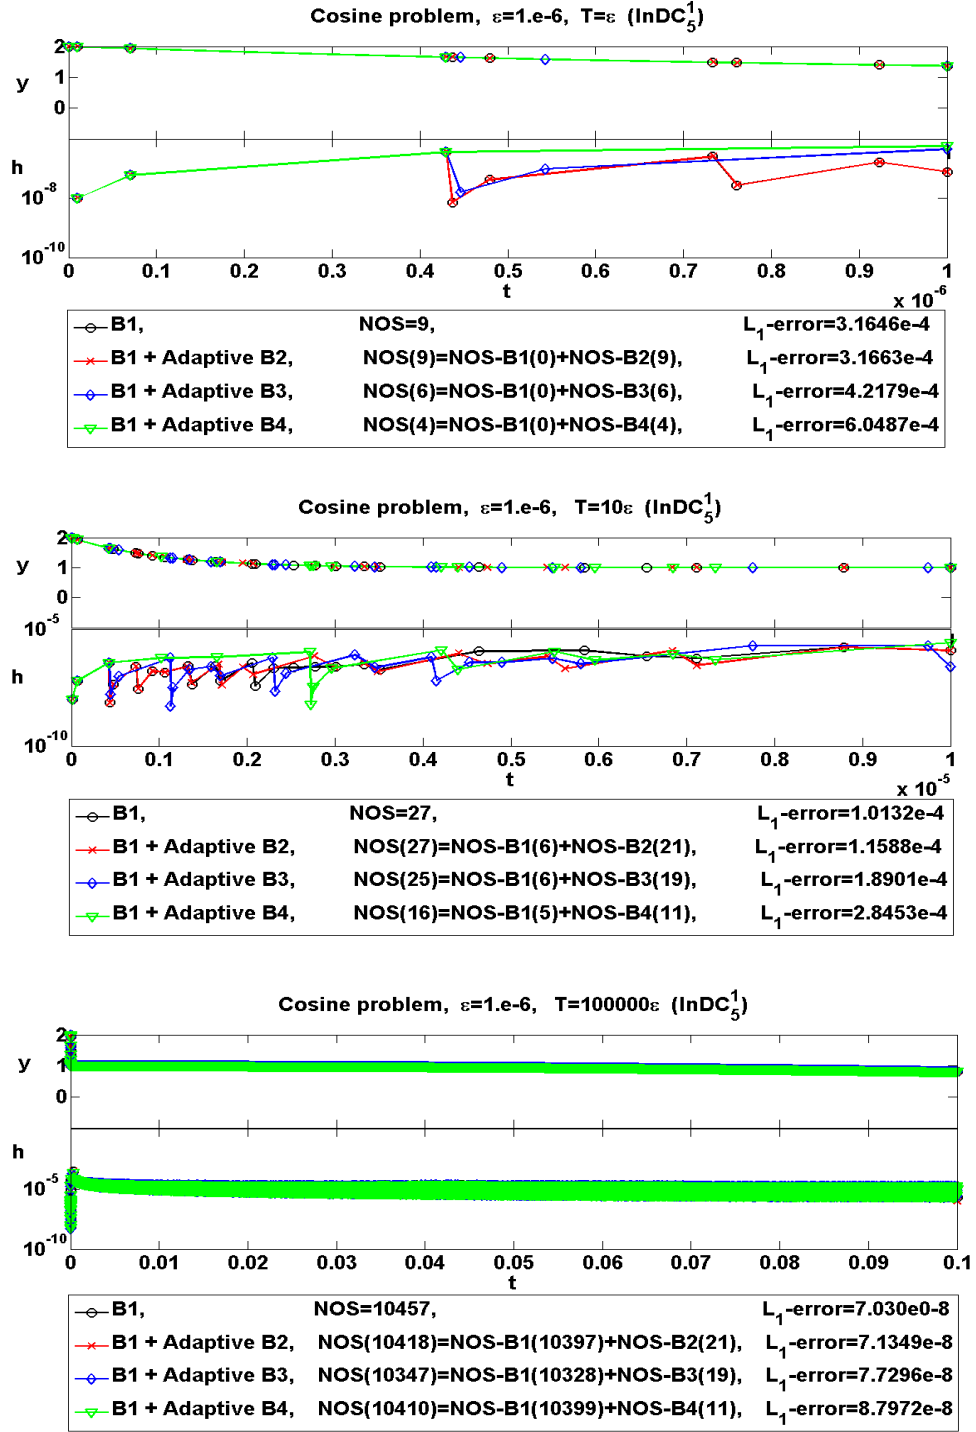 Cosine problem, ε=1.e-6, T=ε (InDC₅¹)
2
y
1
0
h
10⁻⁸
10⁻¹⁰
0 0.1 0.2 0.3 0.4 0.5 0.6 0.7 0.8 0.9 1
t
x 10⁻⁶
B1, NOS=9, L₁-error=3.1646e-4
B1 + Adaptive B2, NOS(9)=NOS-B1(0)+NOS-B2(9), L₁-error=3.1663e-4
B1 + Adaptive B3, NOS(6)=NOS-B1(0)+NOS-B3(6), L₁-error=4.2179e-4
B1 + Adaptive B4, NOS(4)=NOS-B1(0)+NOS-B4(4), L₁-error=6.0487e-4
Cosine problem, ε=1.e-6, T=10ε (InDC₅¹)
2
y
1
0
10⁻⁵
h
10⁻¹⁰
0 0.1 0.2 0.3 0.4 0.5 0.6 0.7 0.8 0.9 1
t
x 10⁻⁵
B1, NOS=27, L₁-error=1.0132e-4
B1 + Adaptive B2, NOS(27)=NOS-B1(6)+NOS-B2(21), L₁-error=1.1588e-4
B1 + Adaptive B3, NOS(25)=NOS-B1(6)+NOS-B3(19), L₁-error=1.8901e-4
B1 + Adaptive B4, NOS(16)=NOS-B1(5)+NOS-B4(11), L₁-error=2.8453e-4
Cosine problem, ε=1.e-6, T=100000ε (InDC₅¹)
2
y
1
0
h
10⁻⁵
10⁻¹⁰
0 0.01 0.02 0.03 0.04 0.05 0.06 0.07 0.08 0.09 0.1
t
B1, NOS=10457, L₁-error=7.030e0-8
B1 + Adaptive B2, NOS(10418)=NOS-B1(10397)+NOS-B2(21), L₁-error=7.1349e-8
B1 + Adaptive B3, NOS(10347)=NOS-B1(10328)+NOS-B3(19), L₁-error=7.7296e-8
B1 + Adaptive B4, NOS(10410)=NOS-B1(10399)+NOS-B4(11), L₁-error=8.7972e-8